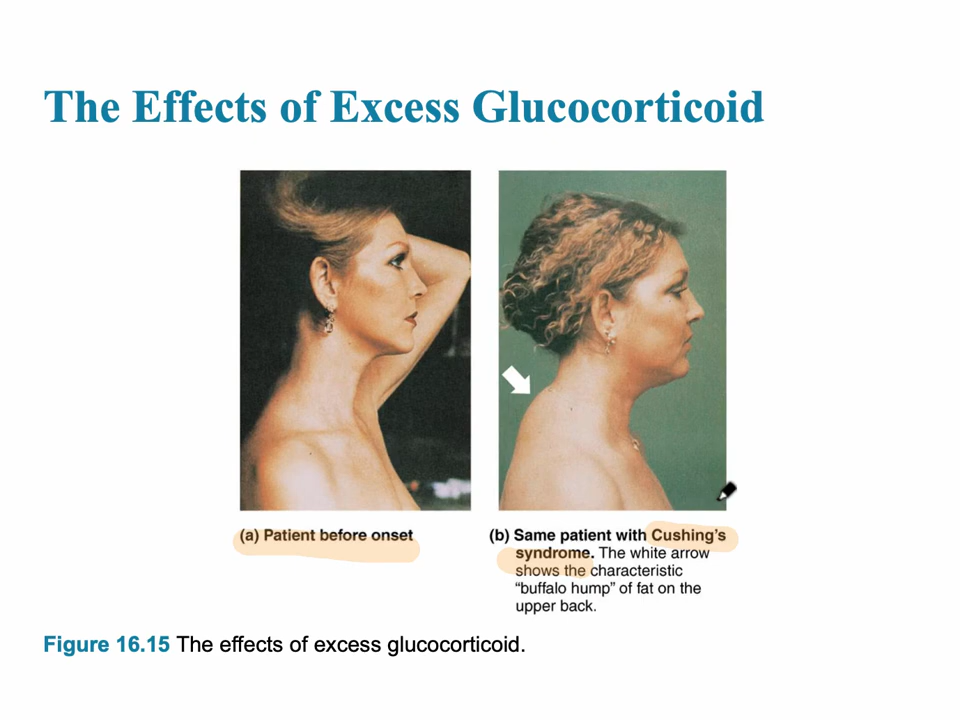 The Effects of Excess Glucocorticoid
(a) Patient before onset
(b) Same patient with Cushing's
syndrome. The white arrow
shows the characteristic
“buffalo hump” of fat on the
upper back.
Figure 16.15 The effects of excess glucocorticoid.